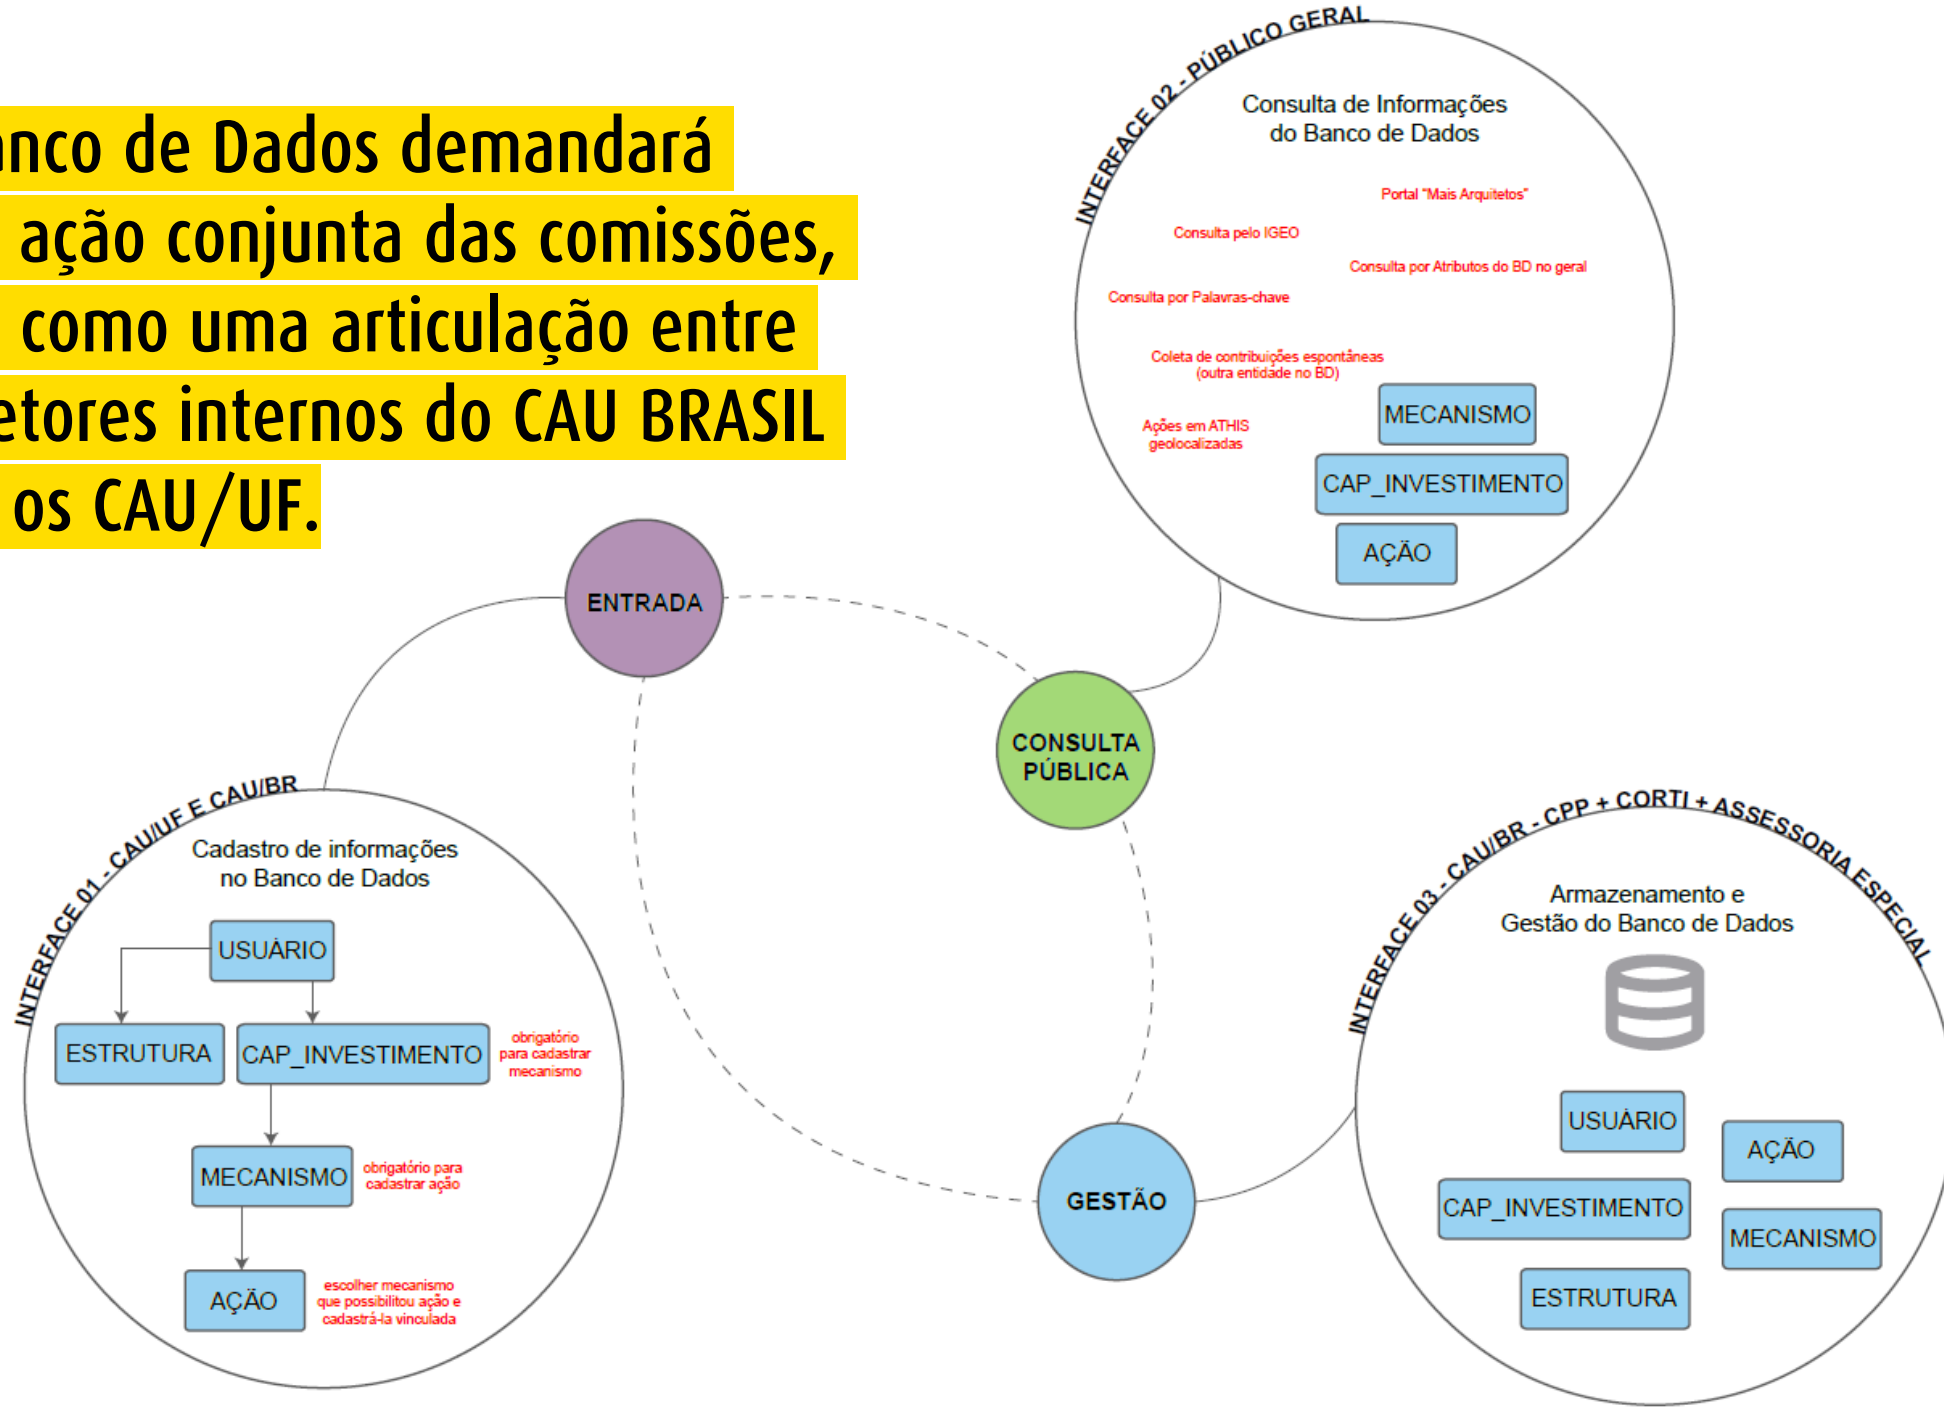 anco de Dados demandará
ação conjunta das comissões,
como uma articulação entre
etores internos do CAU BRASIL
os CAU/UF.
INTERFACE 02 - PÚBLICO GERAL
Consulta de Informações
do Banco de Dados
Portal "Mais Arquitetos"
Consulta pelo IGEO
Consulta por Atributos do BD no geral
Consulta por Palavras-chave
Coleta de contribuições espontâneas
(outra entidade no BD)
Ações em ATHIS
geolocalizadas
MECANISMO
CAP_INVESTIMENTO
AÇÃO
ENTRADA
CONSULTA
PÚBLICA
GESTÃO
INTERFACE 01 - CAU/UF E CAU/BR
Cadastro de informações
no Banco de Dados
USUÁRIO
ESTRUTURA
CAP_INVESTIMENTO
obrigatório
para cadastrar
mecanismo
MECANISMO
obrigatório para
cadastrar ação
AÇÃO
escolher mecanismo
que possibilitou ação e
cadastrá-la vinculada
INTERFACE 03 - CAU/BR - CPP + CORTI + ASSESSORIA ESPECIAL
Armazenamento e
Gestão do Banco de Dados
USUÁRIO
AÇÃO
CAP_INVESTIMENTO
MECANISMO
ESTRUTURA